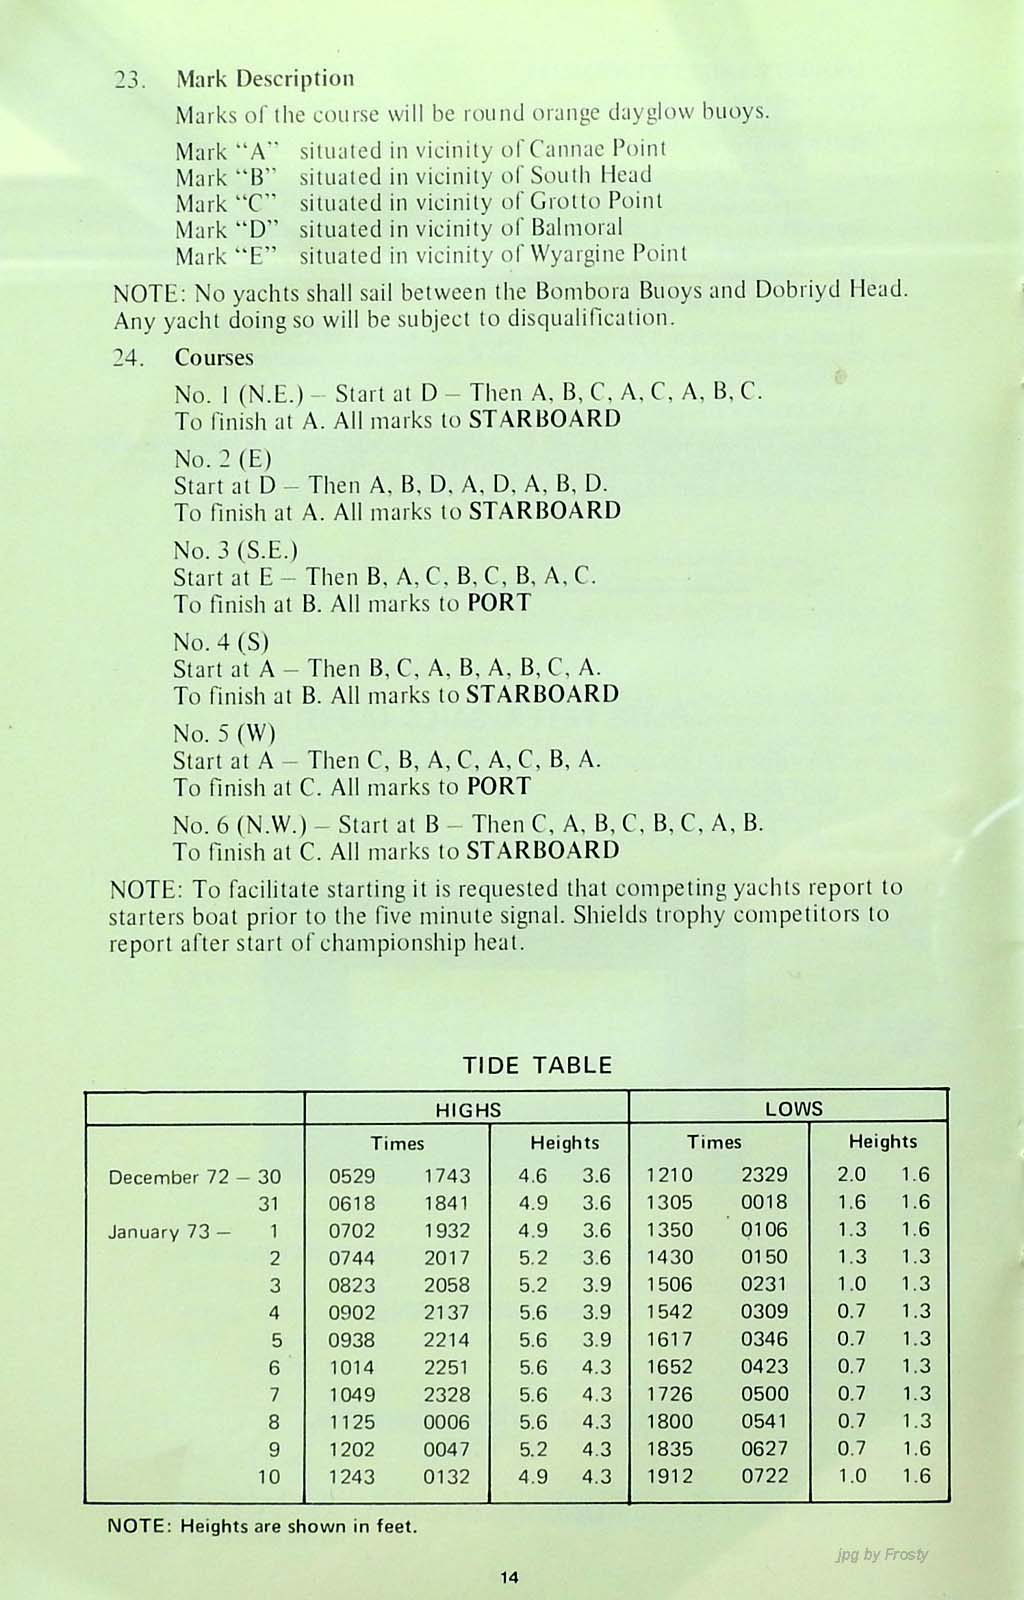 23. Mark Description
Marks of the course will be round orange dayglow buoys.
Mark “A” situated in vicinity of Cannae Point
Mark “B” situated in vicinity of South Head
Mark “C” situated in vicinity of Grotto Point
Mark “D” situated in vicinity of Balmoral
Mark “E” situated in vicinity of Wyargine Point
NOTE: No yachts shall sail between the Bombora Buoys and Dobriyd Head.
Any yacht doing so will be subject to disqualification.
24. Courses
No. 1 (N.E.) – Start at D – Then A, B, C, A, C, A, B, C.
To finish at A. All marks to STARBOARD
No. 2 (E)
Start at D – Then A, B, D, A, D, A, B, D.
To finish at A. All marks to STARBOARD
No. 3 (S.E.)
Start at E – Then B, A, C, B, C, B, A, C.
To finish at B. All marks to PORT
No. 4 (S)
Start at A – Then B, C, A, B, A, B, C, A.
To finish at B. All marks to STARBOARD
No. 5 (W)
Start at A – Then C, B, A, C, A, C, B, A.
To finish at C. All marks to PORT
No. 6 (N.W.) – Start at B – Then C, A, B, C, B, C, A, B.
To finish at C. All marks to STARBOARD
NOTE: To facilitate starting it is requested that competing yachts report to
starters boat prior to the five minute signal. Shields trophy competitors to
report after start of championship heat.
TIDE TABLE
HIGHS LOWS
Times Heights Times Heights
December 72 – 30 0529 1743 4.6 3.6 1210 2329 2.0 1.6
31 0618 1841 4.9 3.6 1305 0018 1.6 1.6
January 73 – 1 0702 1932 4.9 3.6 1350 0106 1.3 1.6
2 0744 2017 5.2 3.6 1430 0150 1.3 1.3
3 0823 2058 5.2 3.9 1506 0231 1.0 1.3
4 0902 2137 5.6 3.9 1542 0309 0.7 1.3
5 0938 2214 5.6 3.9 1617 0346 0.7 1.3
6 1014 2251 5.6 4.3 1652 0423 0.7 1.3
7 1049 2328 5.6 4.3 1726 0500 0.7 1.3
8 1125 0006 5.6 4.3 1800 0541 0.7 1.3
9 1202 0047 5.2 4.3 1835 0627 0.7 1.6
10 1243 0132 4.9 4.3 1912 0722 1.0 1.6
NOTE: Heights are shown in feet.
jpg by Frosty
14